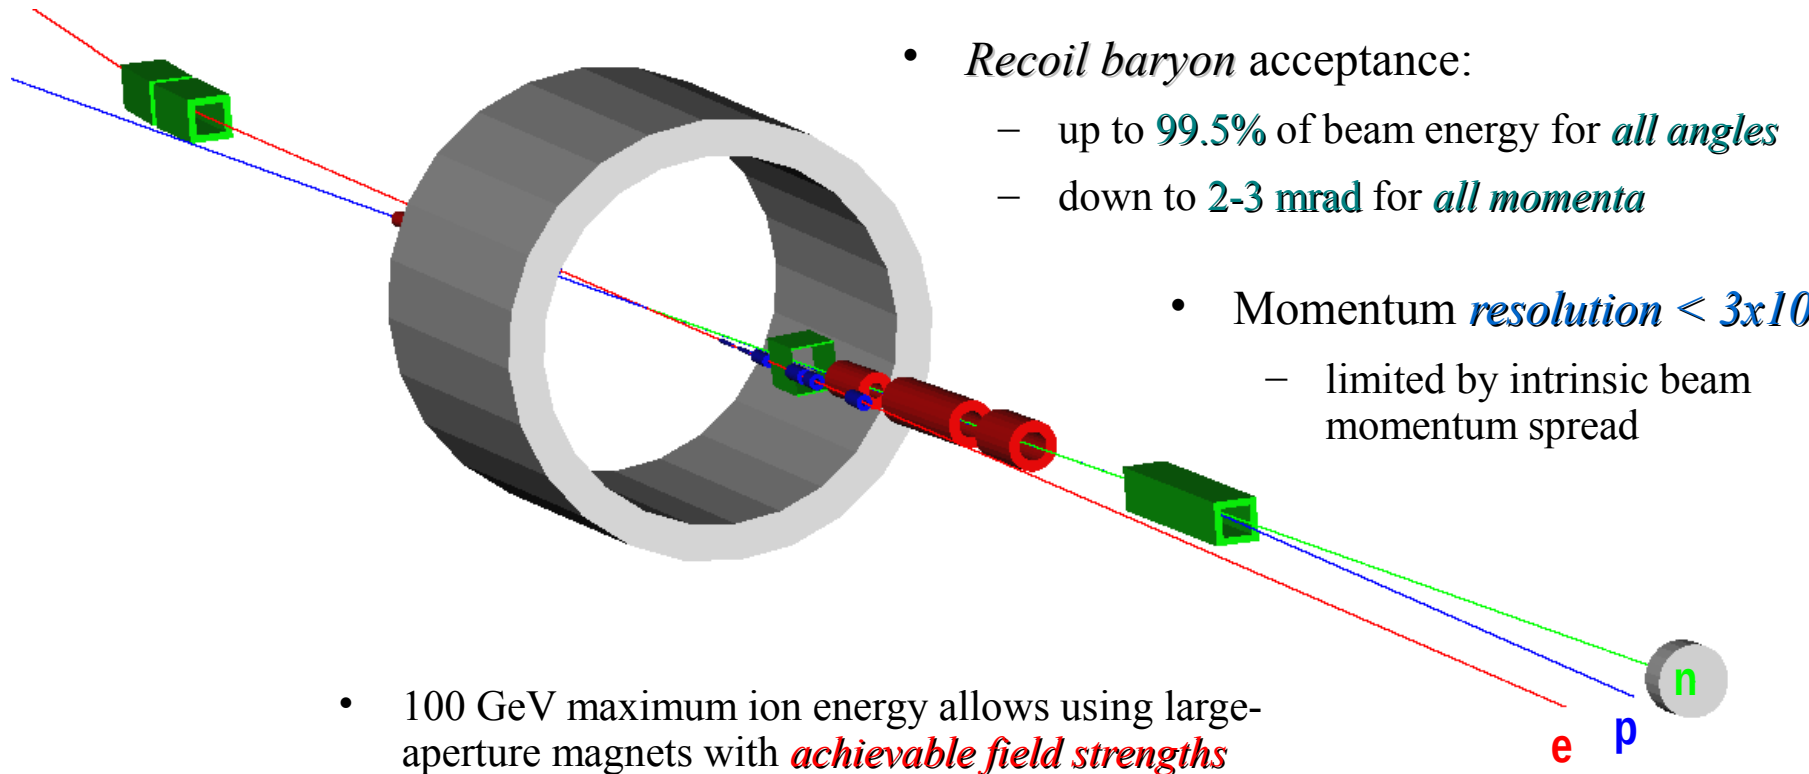 • Recoil baryon acceptance:
– up to 99.5% of beam energy for all angles
– down to 2-3 mrad for all momenta
• Momentum resolution < 3x10
– limited by intrinsic beam
momentum spread
• 100 GeV maximum ion energy allows using large-
aperture magnets with achievable field strengths
n
p
e